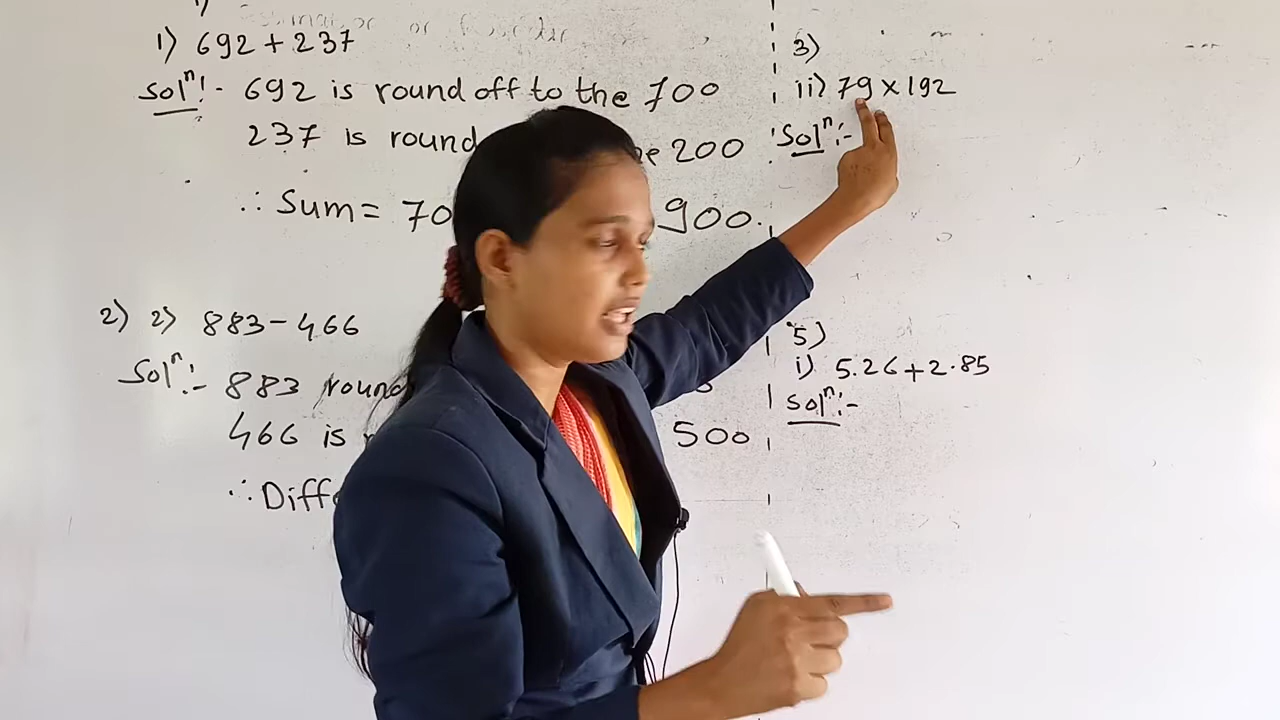 1) 692 + 237
Solⁿ:- 692 is round off to the 700
237 is round 200
∴ Sum = 70 900.
2) 2) 883 - 466
Solⁿ:- 883 round
466 is 500
∴ Diffe
3)
ii) 79 x 192
Solⁿ:-
5)
i) 5.26 + 2.85
Solⁿ:-